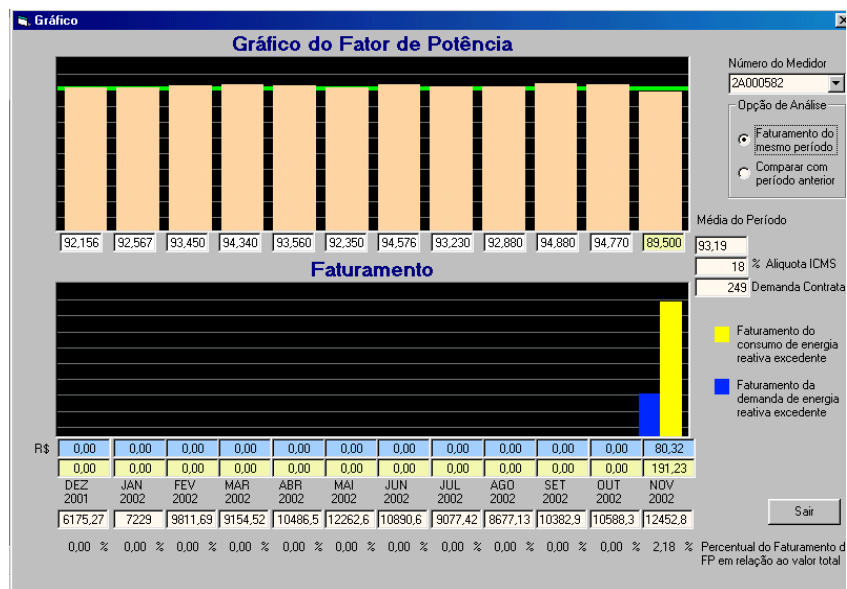 Gráfico
Gráfico do Fator de Potência
Número do Medidor
2A000582
Opção de Análise
Faturamento do
mesmo período
Comparar com
período anterior
92,156 92,567 93,450 94,340 93,560 92,350 94,576 93,230 92,880 94,880 94,770 89,500
Média do Período
93,19
18 % Aliquota ICMS
249 Demanda Contrata
Faturamento
Faturamento do
consumo de energia
reativa excedente
Faturamento da
demanda de energia
reativa excedente
R$ 0,00 0,00 0,00 0,00 0,00 0,00 0,00 0,00 0,00 0,00 0,00 80,32
0,00 0,00 0,00 0,00 0,00 0,00 0,00 0,00 0,00 0,00 0,00 191,23
DEZ JAN FEV MAR ABR MAI JUN JUL AGO SET OUT NOV
2001 2002 2002 2002 2002 2002 2002 2002 2002 2002 2002 2002
6175,27 7229 9811,69 9154,52 10486,5 12262,6 10890,6 9077,42 8677,13 10382,9 10588,3 12452,8
Sair
0,00 % 0,00 % 0,00 % 0,00 % 0,00 % 0,00 % 0,00 % 0,00 % 0,00 % 0,00 % 0,00 % 2,18 % Percentual do Faturamento d
FP em relação ao valor total